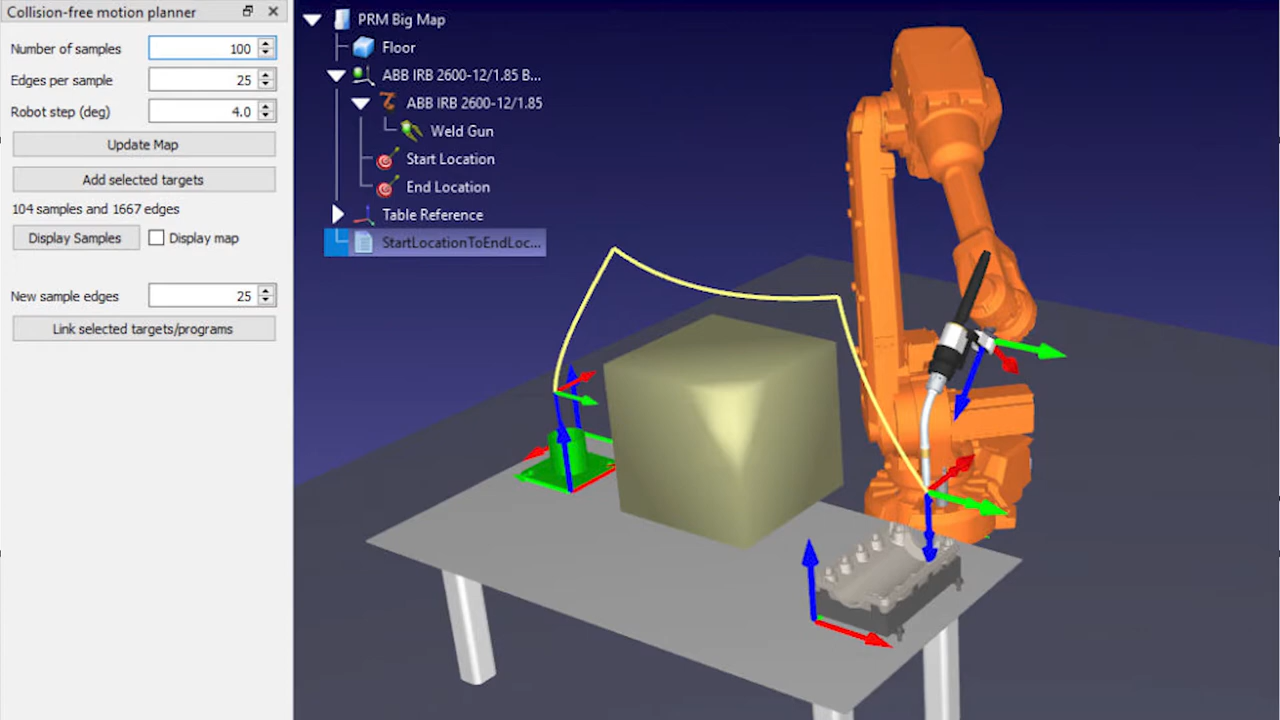 Collision-free motion planner
Number of samples 100
Edges per sample 25
Robot step (deg) 4.0
Update Map
Add selected targets
104 samples and 1667 edges
Display Samples Display map
New sample edges 25
Link selected targets/programs
PRM Big Map
Floor
ABB IRB 2600-12/1.85 B...
ABB IRB 2600-12/1.85
Weld Gun
Start Location
End Location
Table Reference
StartLocationToEndLoc...